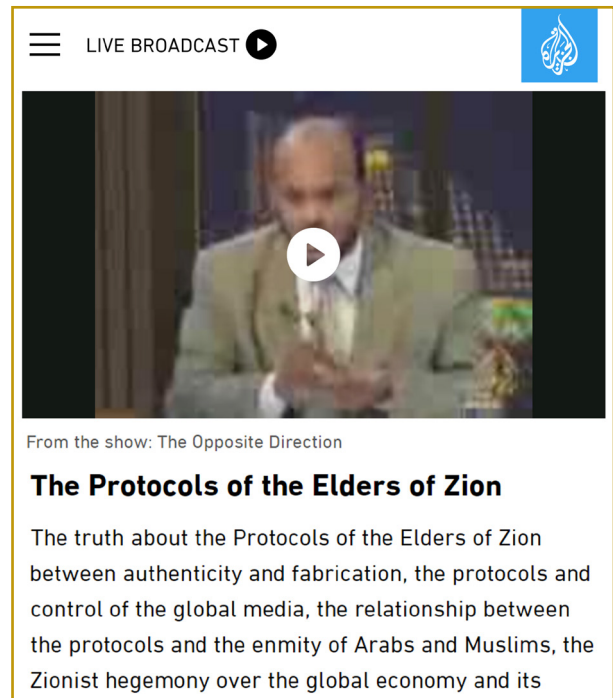 LIVE BROADCAST
From the show: The Opposite Direction
The Protocols of the Elders of Zion
The truth about the Protocols of the Elders of Zion
between authenticity and fabrication, the protocols and
control of the global media, the relationship between
the protocols and the enmity of Arabs and Muslims, the
Zionist hegemony over the global economy and its